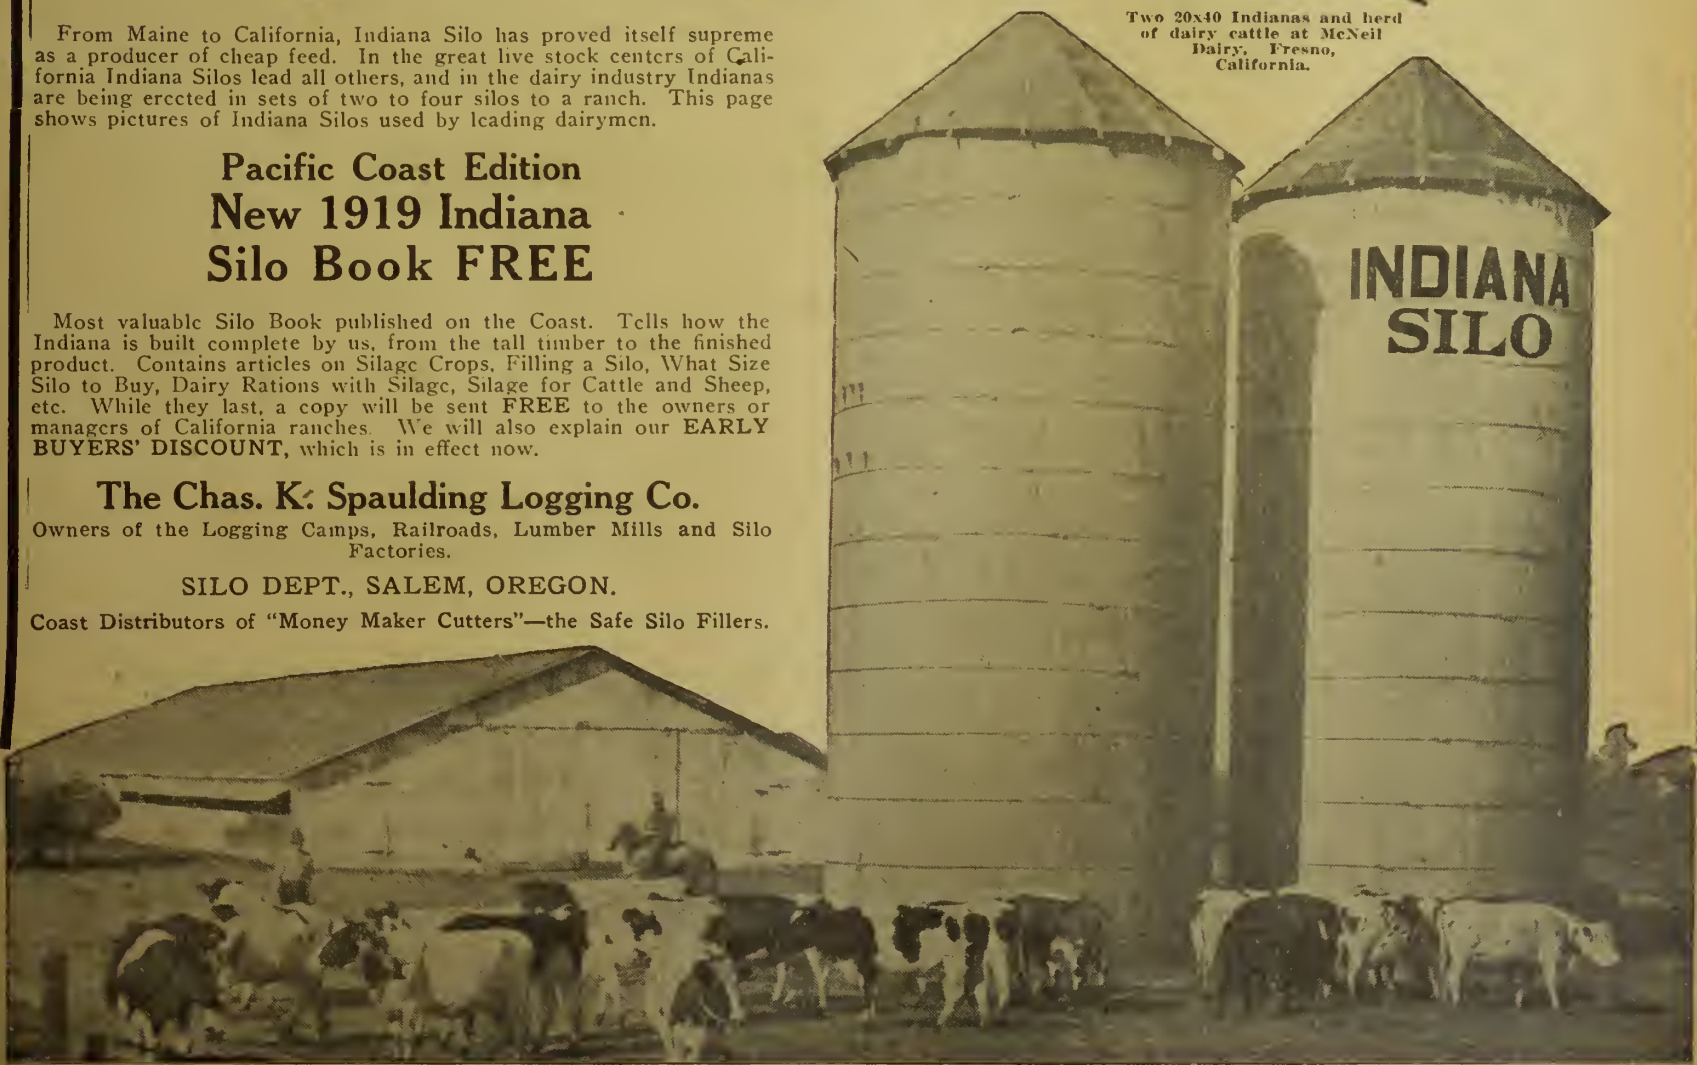 From Maine to California, Indiana Silo has proved itself supreme
as a producer of cheap feed. In the great live stock centers of Cali-
fornia Indiana Silos lead all others, and in the dairy industry Indianas
are being erected in sets of two to four silos to a ranch. This page
shows pictures of Indiana Silos used by leading dairymen.
Pacific Coast Edition
New 1919 Indiana
Silo Book FREE
Most valuable Silo Book published on the Coast. Tells how the
Indiana is built complete by us, from the tall timber to the finished
product. Contains articles on Silage Crops, Filling a Silo, What Size
Silo to Buy, Dairy Rations with Silage, Silage for Cattle and Sheep,
etc. While they last, a copy will be sent FREE to the owners or
managers of California ranches. We will also explain our EARLY
BUYERS' DISCOUNT, which is in effect now.
The Chas. K. Spaulding Logging Co.
Owners of the Logging Camps, Railroads, Lumber Mills and Silo
Factories.
SILO DEPT., SALEM, OREGON.
Coast Distributors of "Money Maker Cutters"—the Safe Silo Fillers.
Two 20x40 Indianas and herd
of dairy cattle at McNeil
Dairy, Fresno,
California.
INDIANA
SILO